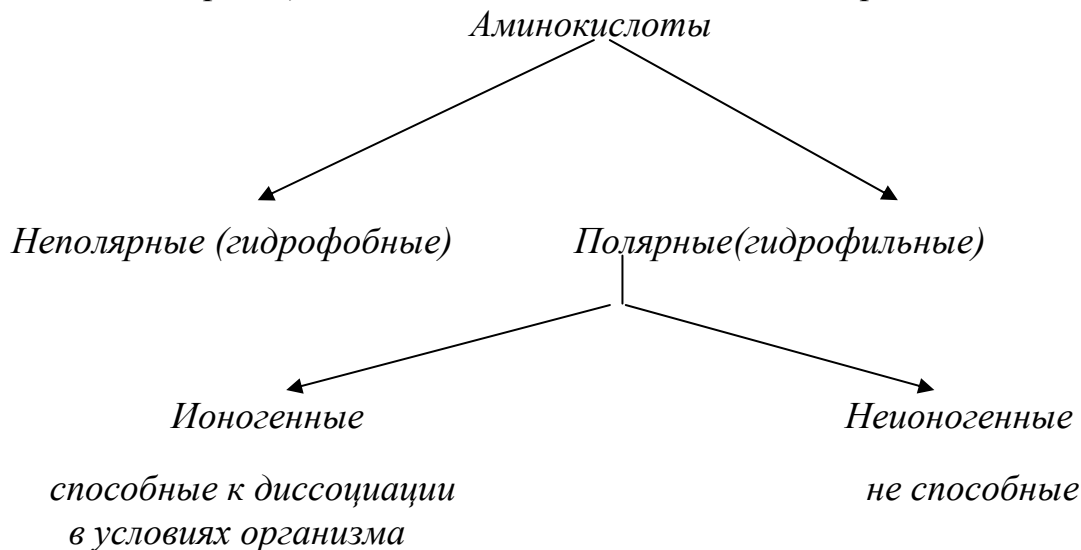 Аминокислоты
Неполярные (гидрофобные) Полярные(гидрофильные)
Ионогенные Неионогенные
способные к диссоциации не способные
в условиях организма